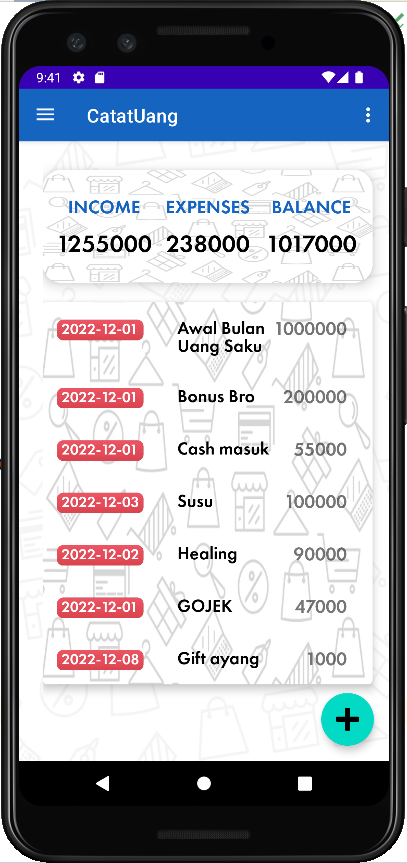 9:41
CatatUang
INCOME EXPENSES BALANCE
1255000 238000 1017000
2022-12-01 Awal Bulan 1000000
Uang Saku
2022-12-01 Bonus Bro 200000
2022-12-01 Cash masuk 55000
2022-12-03 Susu 100000
2022-12-02 Healing 90000
2022-12-01 GOJEK 47000
2022-12-08 Gift ayang 1000